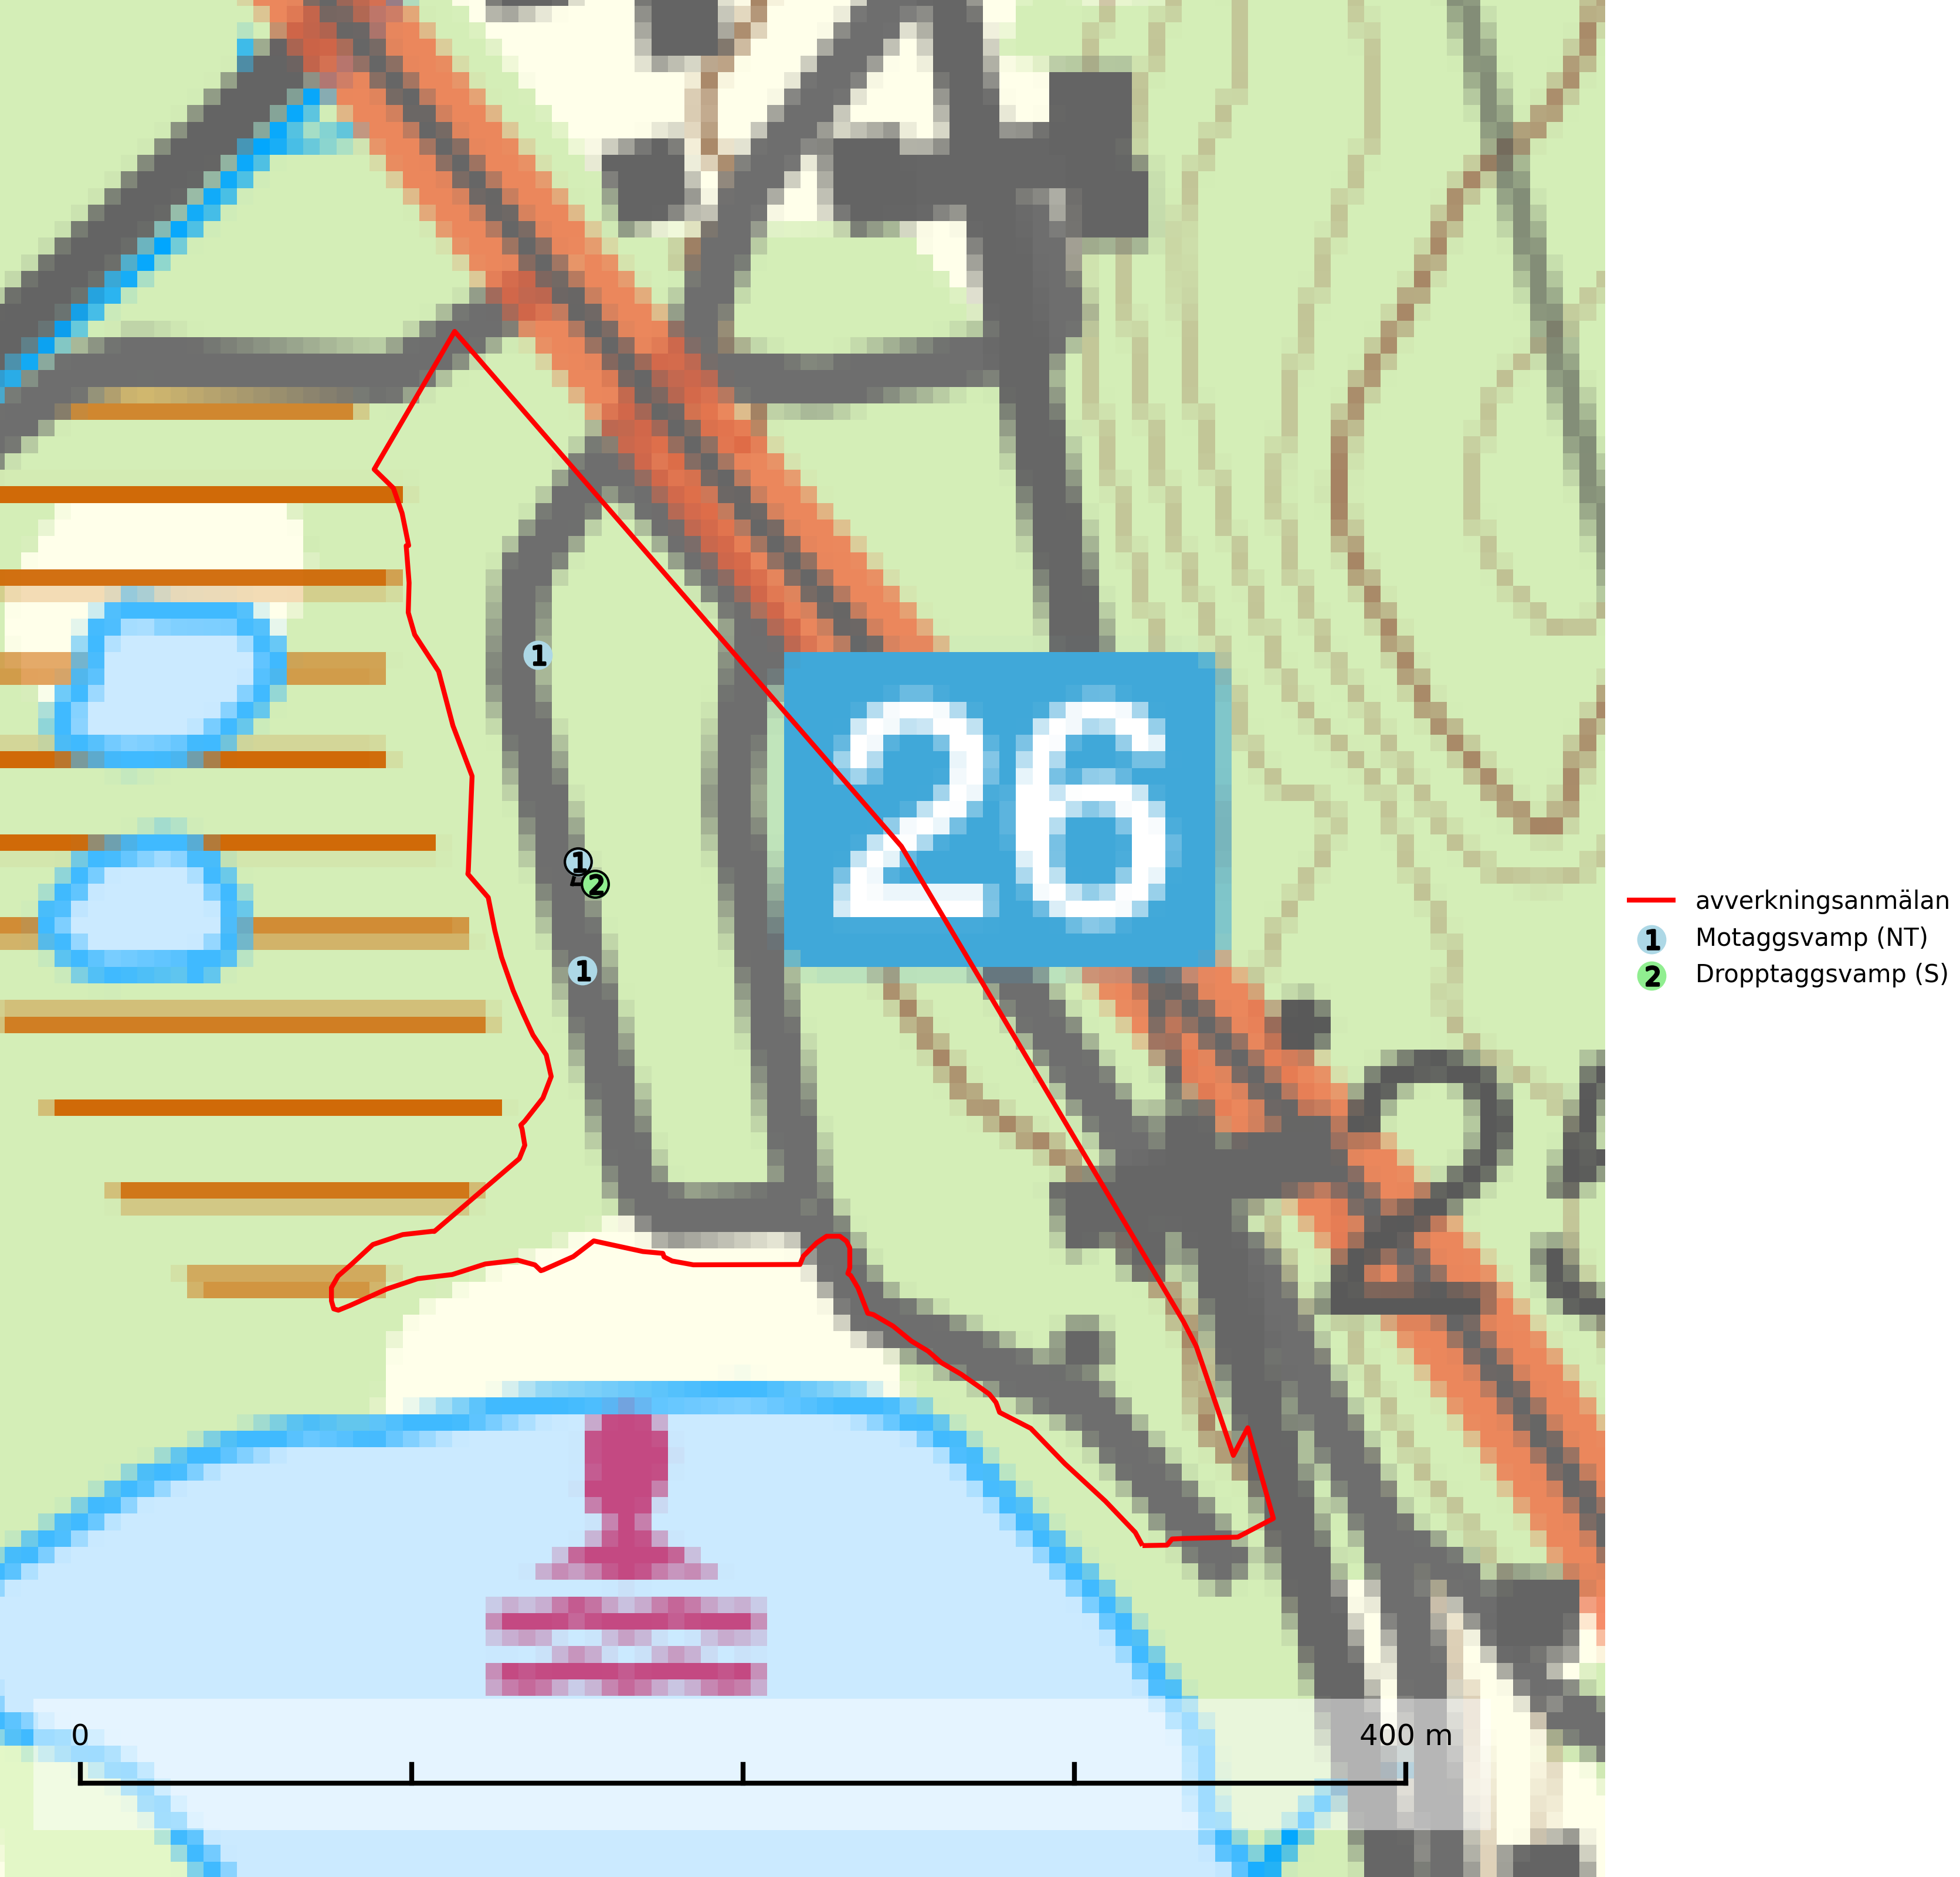 1
1
2
1
26
avverkningsanmälan
1 Motaggsvamp (NT)
2 Dropptaggsvamp (S)
0 400 m